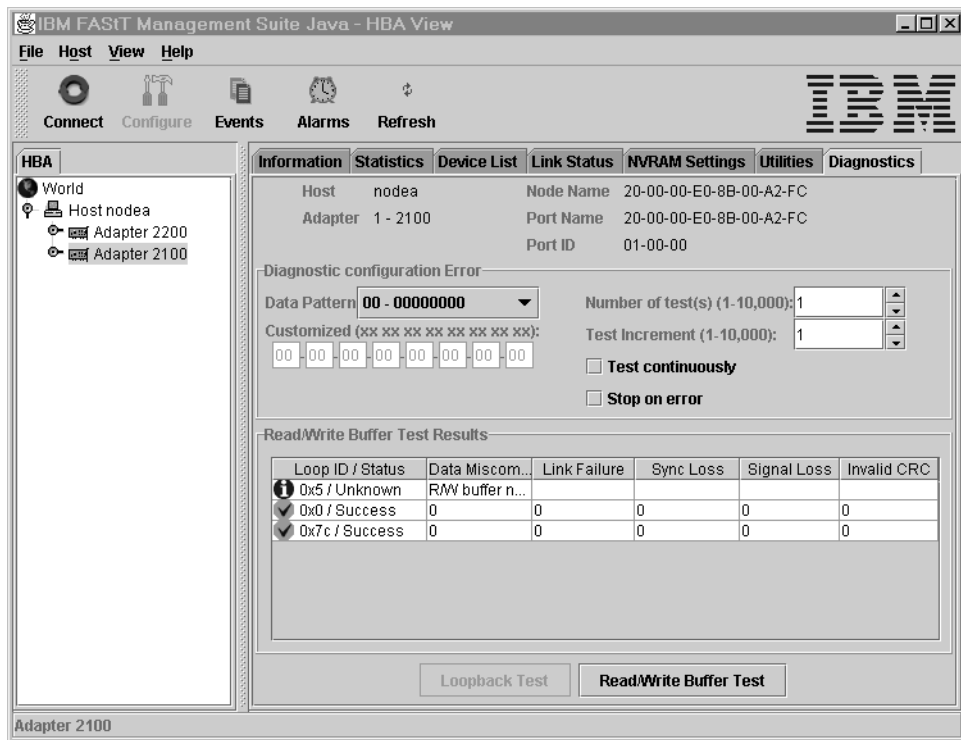 IBM FAStT Management Suite Java - HBA View
File Host View Help
Connect Configure Events Alarms Refresh
IBM
HBA
World
Host nodea
Adapter 2200
Adapter 2100
Information Statistics Device List Link Status NVRAM Settings Utilities Diagnostics
Host nodea Node Name 20-00-00-E0-8B-00-A2-FC
Adapter 1 - 2100 Port Name 20-00-00-E0-8B-00-A2-FC
Port ID 01-00-00
Diagnostic configuration Error
Data Pattern 00 - 00000000 Number of test(s) (1-10,000): 1
Customized (xx xx xx xx xx xx xx xx): Test Increment (1-10,000): 1
00 - 00 - 00 - 00 - 00 - 00 - 00 - 00
Test continuously
Stop on error
Read/Write Buffer Test Results
Loop ID / Status Data Miscom... Link Failure Sync Loss Signal Loss Invalid CRC
0x5 / Unknown R/W buffer n...
0x0 / Success 0 0 0 0 0
0x7c / Success 0 0 0 0 0
Loopback Test Read/Write Buffer Test
Adapter 2100